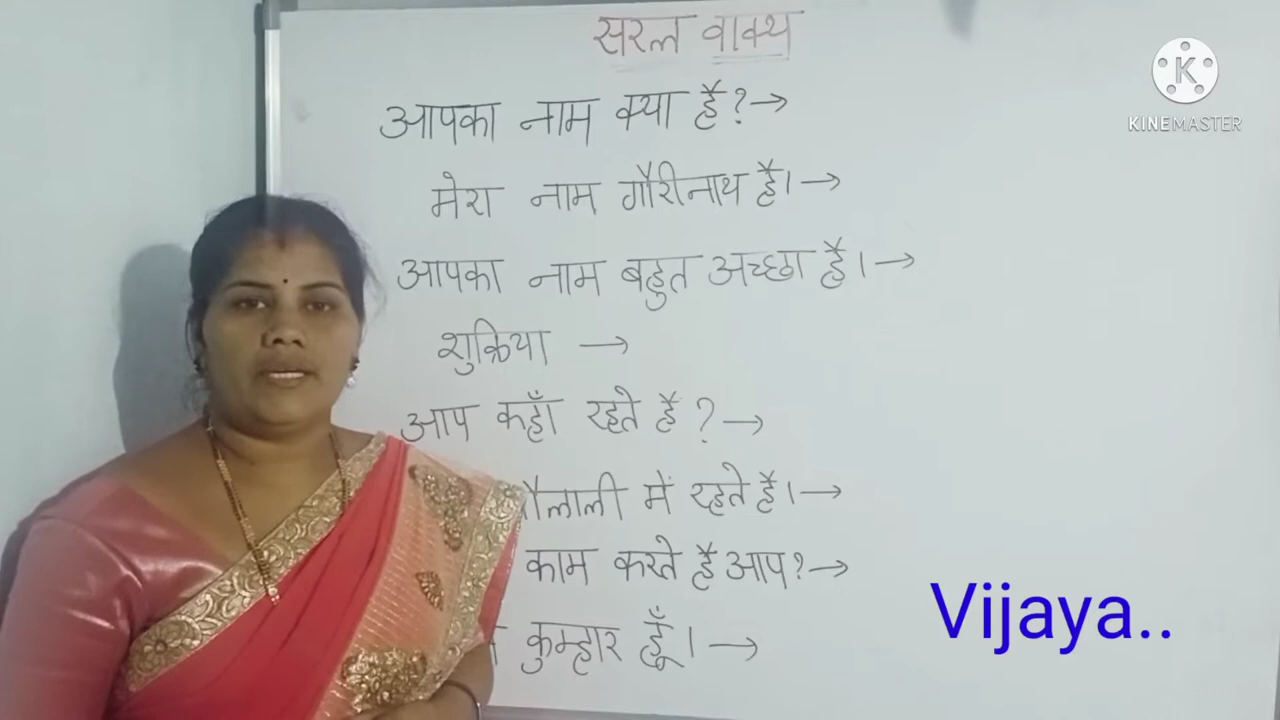 सरल वाक्य
आपका नाम क्या है?→
मेरा नाम गौरीनाथ है।→
आपका नाम बहुत अच्छा है।→
शुक्रिया →
आप कहाँ रहते है?→
में रहते है।→
काम करते है आप?→
कुम्हार हूँ।→
KINEMASTER
Vijaya..